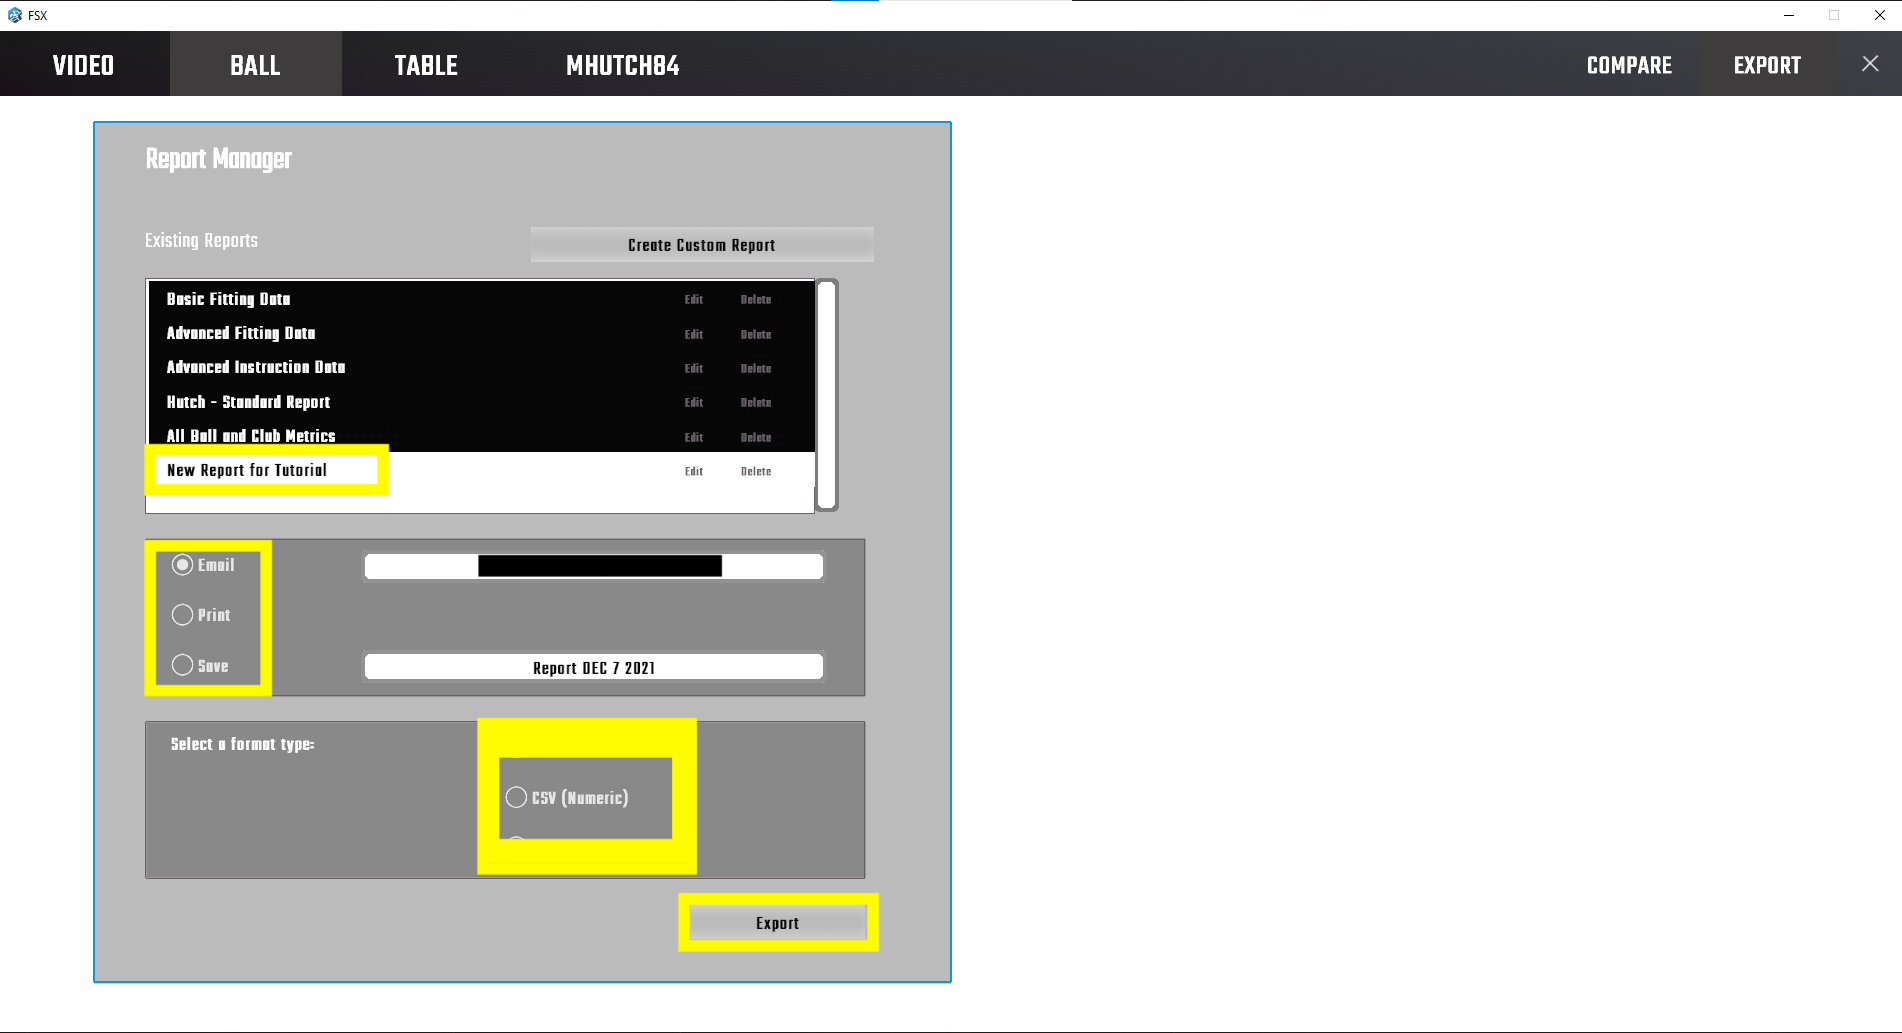 FSX
VIDEO BALL TABLE MHUTCH84 COMPARE EXPORT
Report Manager
Existing Reports
Create Custom Report
Basic Fitting Data Edit Delete
Advanced Fitting Data Edit Delete
Advanced Instruction Data Edit Delete
Hutch - Standard Report Edit Delete
All Ball and Club Metrics Edit Delete
New Report for Tutorial Edit Delete
Email
Print
Save
Report DEC 7 2021
Select a format type:
CSV (Numeric)
Export